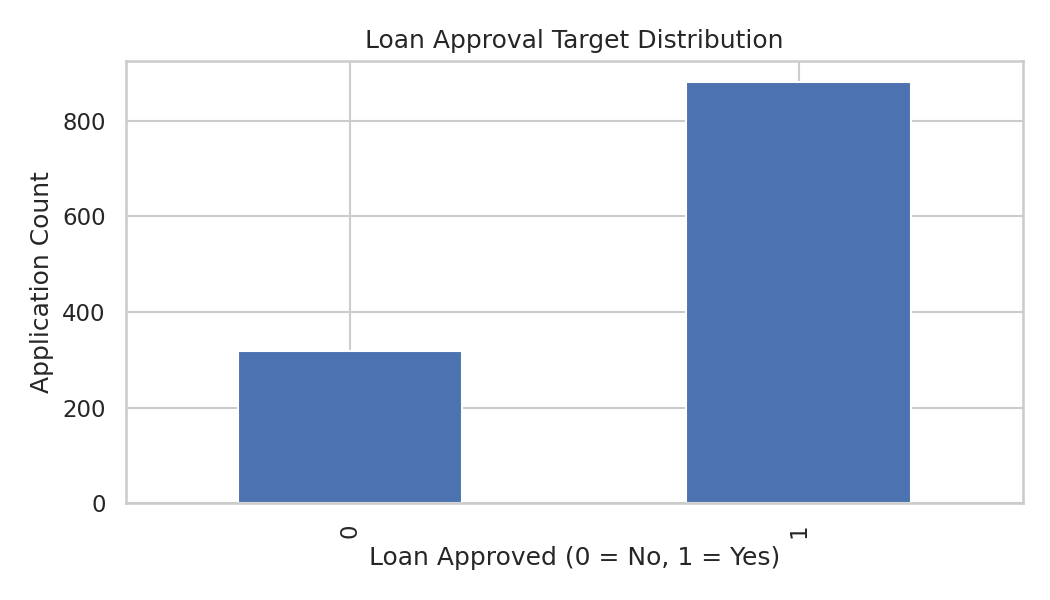 Loan Approval Target Distribution
Application Count
800
600
400
200
0
0
1
Loan Approved (0 = No, 1 = Yes)